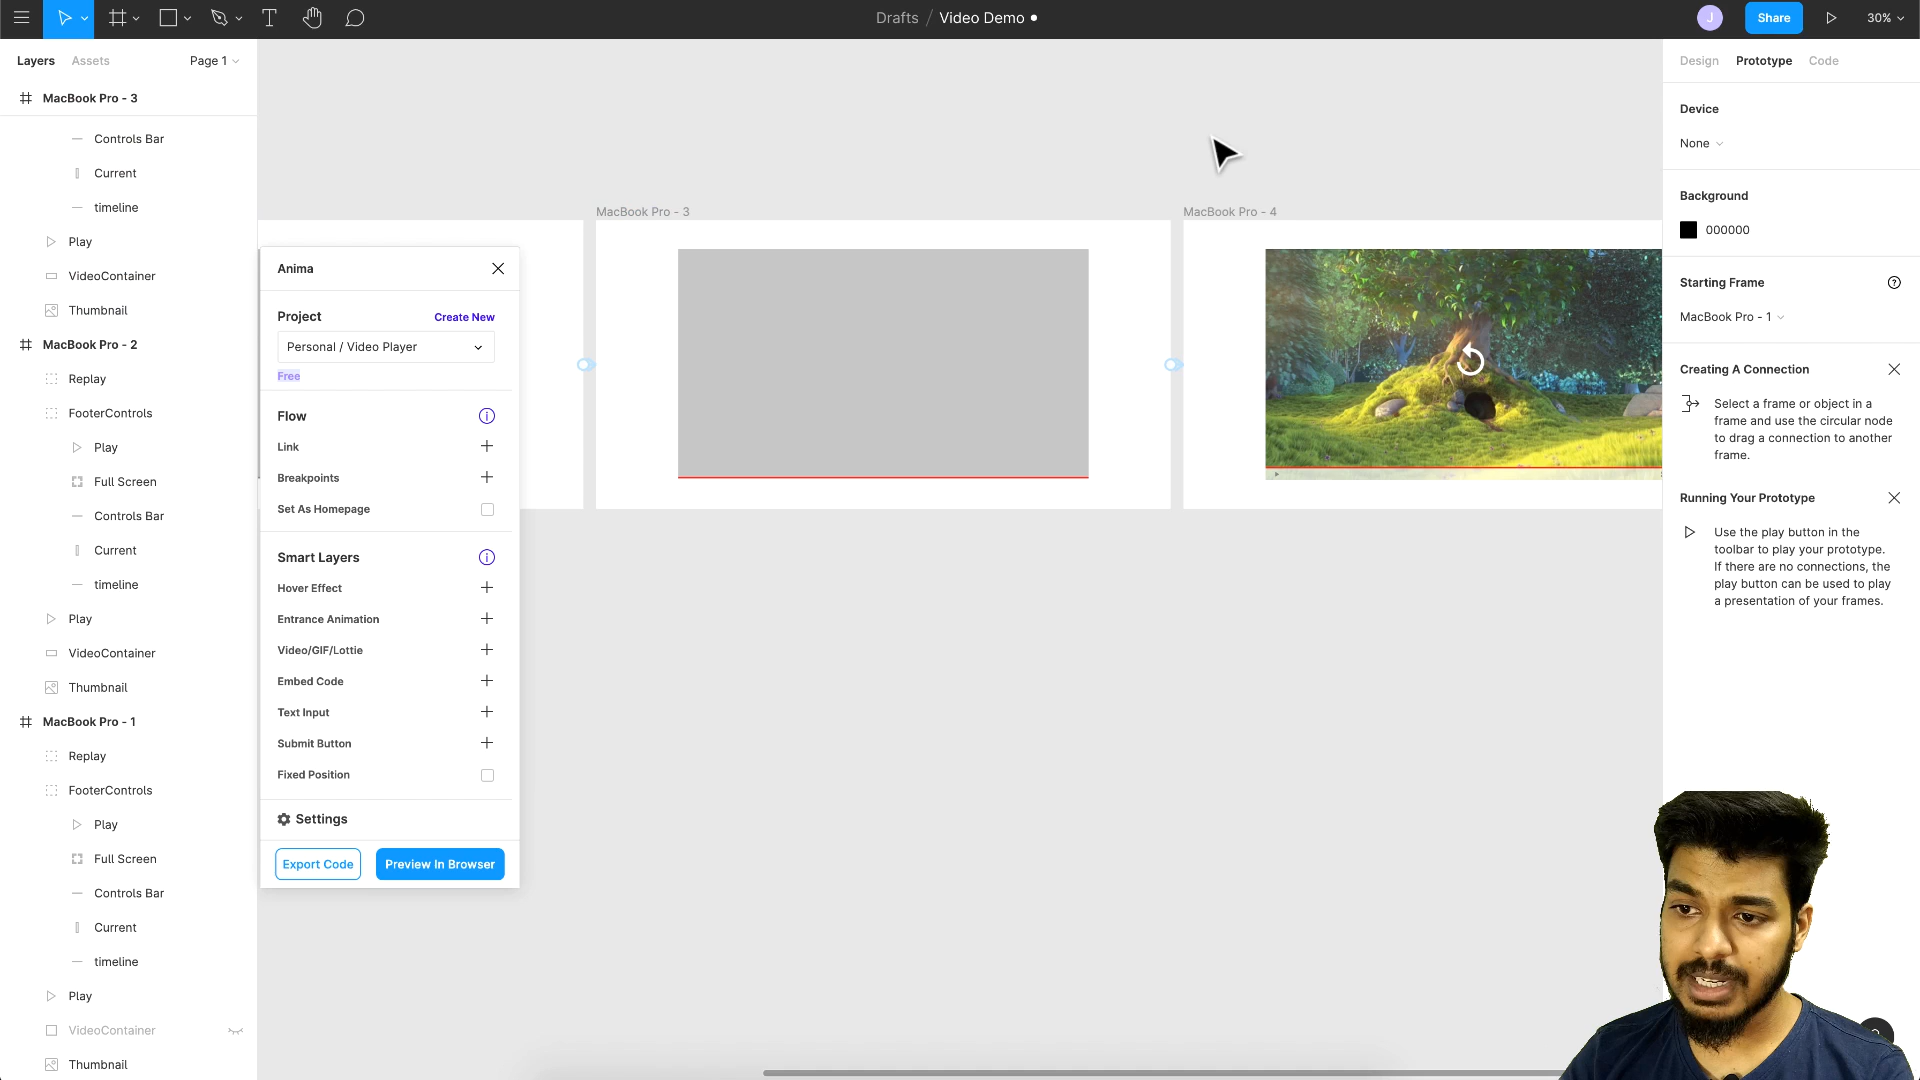 Drafts / Video Demo
J
Share
30%
Layers
Assets
Page 1
MacBook Pro - 3
Controls Bar
Current
timeline
Play
VideoContainer
Thumbnail
MacBook Pro - 2
Replay
FooterControls
Play
Full Screen
Controls Bar
Current
timeline
Play
VideoContainer
Thumbnail
MacBook Pro - 1
Replay
FooterControls
Play
Full Screen
Controls Bar
Current
timeline
Play
VideoContainer
Thumbnail
Anima
Project
Create New
Personal / Video Player
Free
Flow
Link
Breakpoints
Set As Homepage
Smart Layers
Hover Effect
Entrance Animation
Video/GIF/Lottie
Embed Code
Text Input
Submit Button
Fixed Position
Settings
Export Code
Preview In Browser
MacBook Pro - 3
MacBook Pro - 4
Design
Prototype
Code
Device
None
Background
000000
Starting Frame
?
MacBook Pro - 1
Creating A Connection
Select a frame or object in a
frame and use the circular node
to drag a connection to another
frame.
Running Your Prototype
Use the play button in the
toolbar to play your prototype.
If there are no connections, the
play button can be used to play
a presentation of your frames.